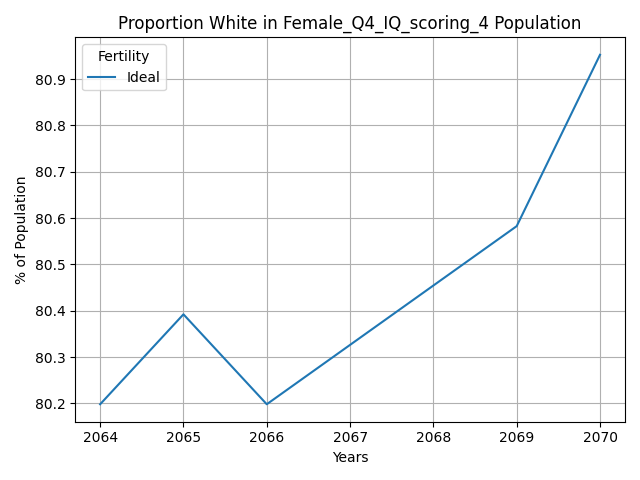 Proportion White in Female_Q4_IQ_scoring_4 Population
Fertility
Ideal
% of Population
80.9
80.8
80.7
80.6
80.5
80.4
80.3
80.2
2064 2065 2066 2067 2068 2069 2070
Years